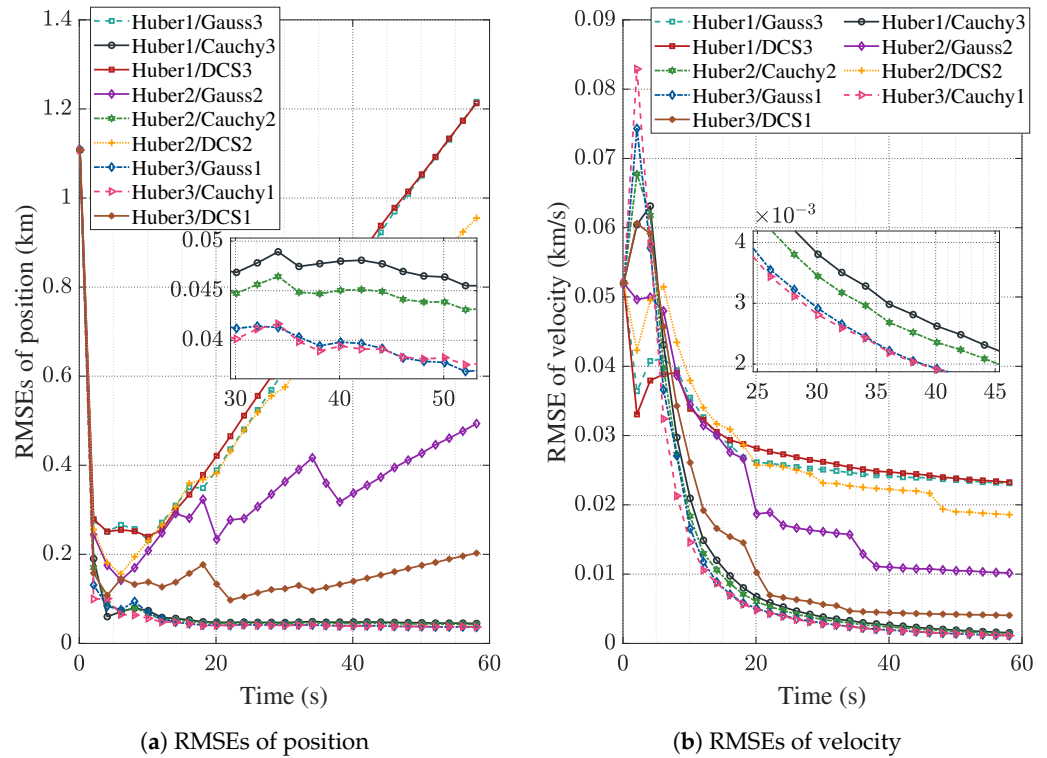 RMSEs of position (km)
1.4
1.2
1
0.8
0.6
0.4
0.2
0
Huber1/Gauss3
Huber1/Cauchy3
Huber1/DCS3
Huber2/Gauss2
Huber2/Cauchy2
Huber2/DCS2
Huber3/Gauss1
Huber3/Cauchy1
Huber3/DCS1
0.05
0.045
0.04
30 40 50
0 20 40 60
Time (s)
(a) RMSEs of position
RMSE of velocity (km/s)
0.09
0.08
0.07
0.06
0.05
0.04
0.03
0.02
0.01
0
Huber1/Gauss3 Huber1/Cauchy3
Huber1/DCS3 Huber2/Gauss2
Huber2/Cauchy2 Huber2/DCS2
Huber3/Gauss1 Huber3/Cauchy1
Huber3/DCS1
×10⁻³
4
3
2
25 30 35 40 45
0 20 40 60
Time (s)
(b) RMSEs of velocity